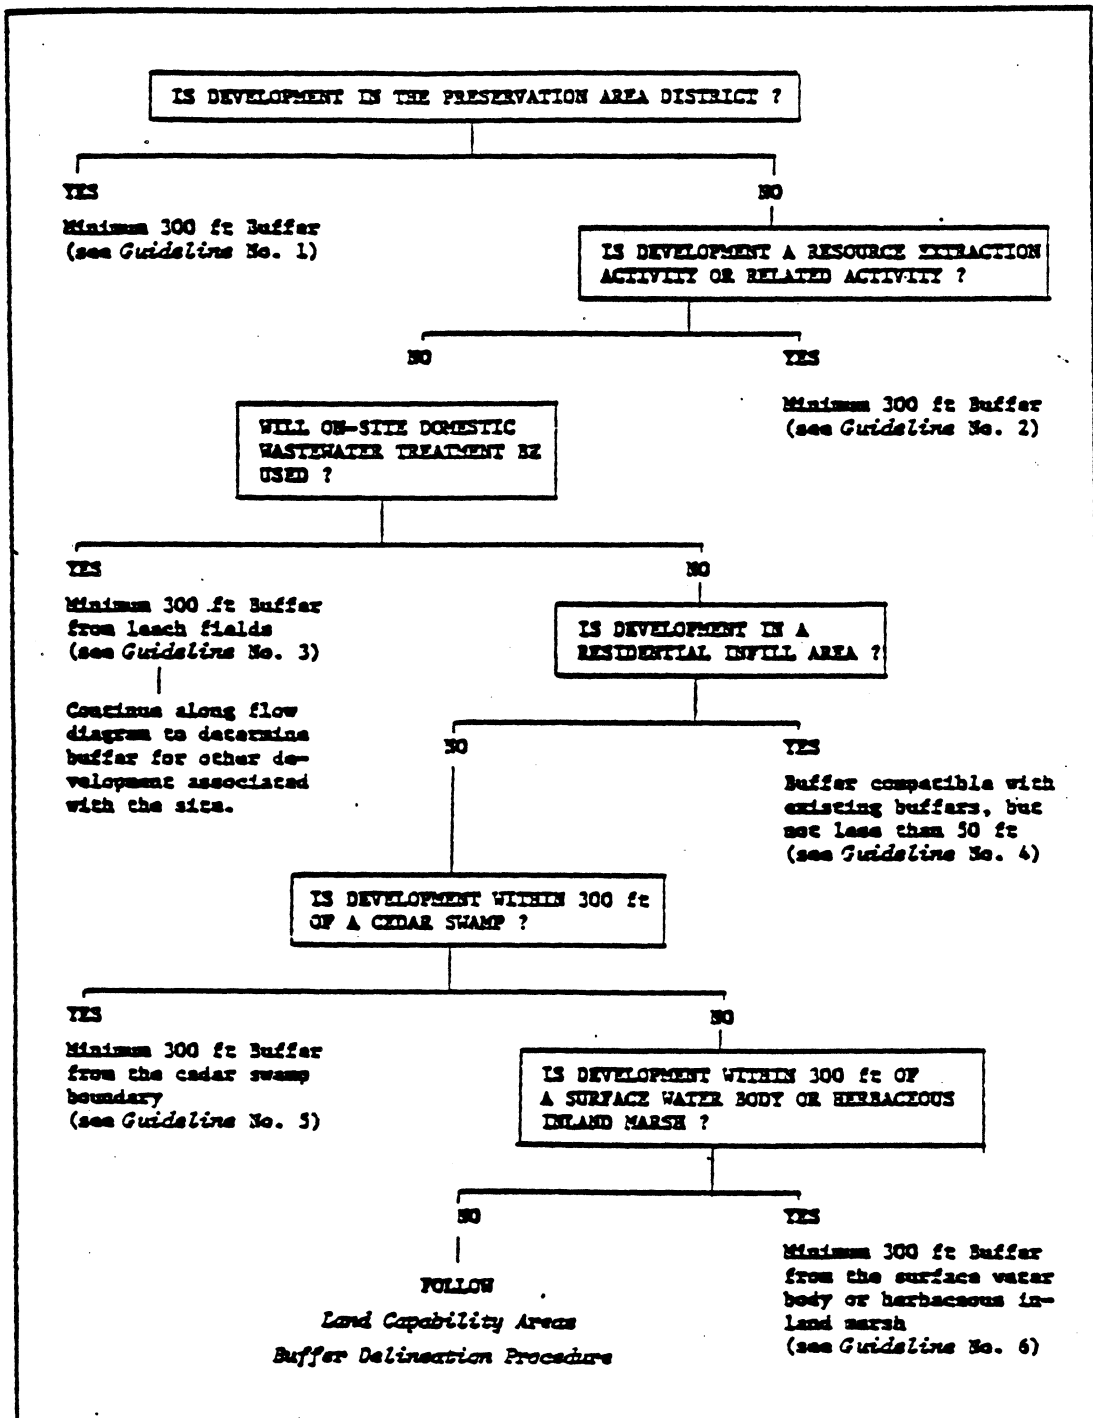 IS DEVELOPMENT IN THE PRESERVATION AREA DISTRICT ?
YES
Minimum 300 ft Buffer
(see Guideline No. 1)
NO
IS DEVELOPMENT A RESOURCE EXTRACTION
ACTIVITY OR RELATED ACTIVITY ?
NO
YES
Minimum 300 ft Buffer
(see Guideline No. 2)
WILL ON-SITE DOMESTIC
WASTEWATER TREATMENT BE
USED ?
YES
Minimum 300 ft Buffer
from leach fields
(see Guideline No. 3)
Continue along flow
diagram to determine
buffer for other de-
velopment associated
with the site.
NO
IS DEVELOPMENT IN A
RESIDENTIAL INFILL AREA ?
NO
YES
Buffer compatible with
existing buffers, but
not less than 50 ft
(see Guideline No. 4)
IS DEVELOPMENT WITHIN 300 ft
OF A CEDAR SWAMP ?
YES
Minimum 300 ft Buffer
from the cedar swamp
boundary
(see Guideline No. 5)
NO
IS DEVELOPMENT WITHIN 300 ft OF
A SURFACE WATER BODY OR HERBACEOUS
INLAND MARSH ?
NO
FOLLOW
Land Capability Areas
Buffer Delineation Procedure
YES
Minimum 300 ft Buffer
from the surface water
body or herbaceous in-
land marsh
(see Guideline No. 6)